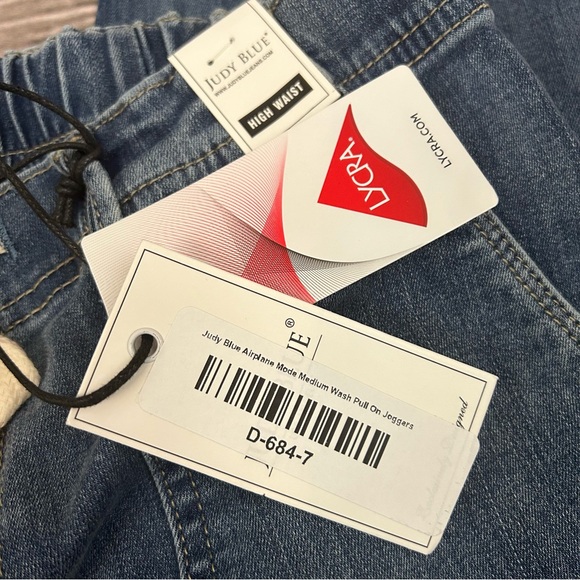 JUDY BLUE®
WWW.JUDYBLUEJEANS.COM
HIGH WAIST
LYCRA®
LYCRA.COM
UE®
Judy Blue Airplane Mode Medium Wash Pull On Joggers
D-684-7